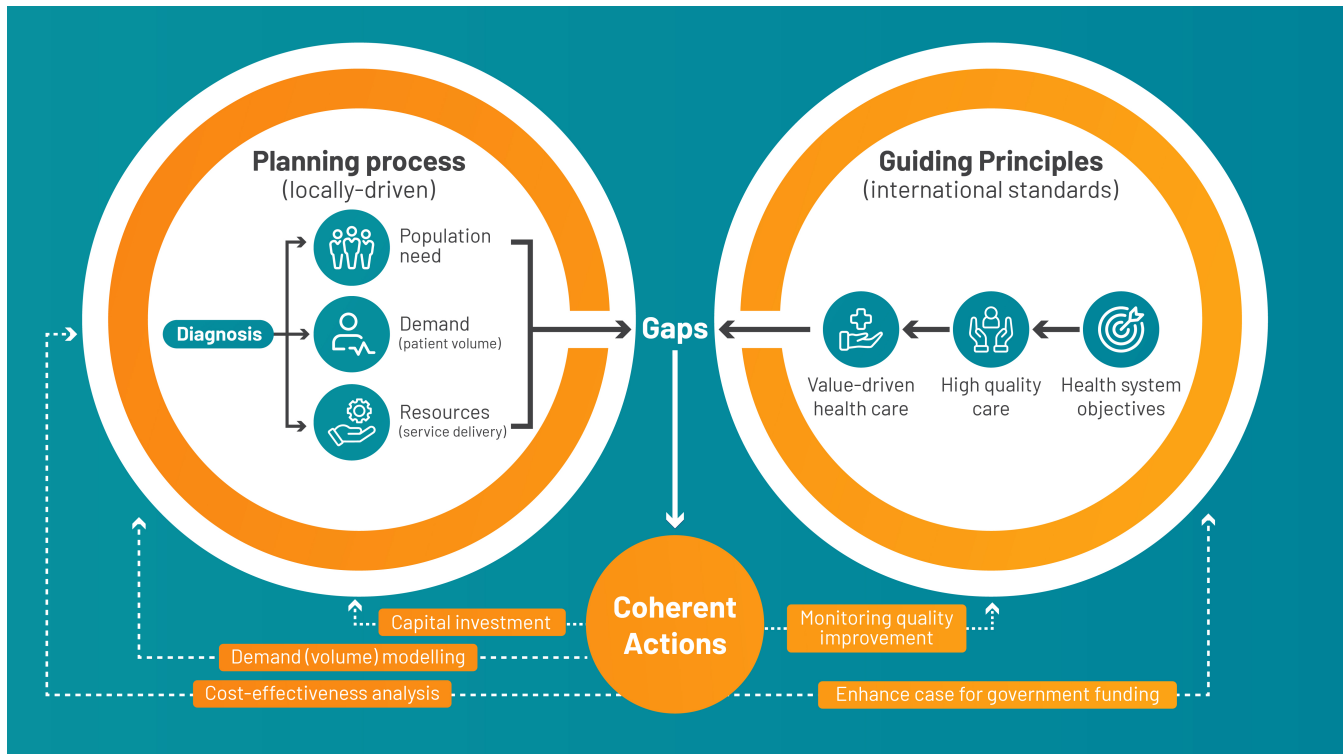 Planning process
(locally-driven)
Diagnosis
Population
need
Demand
(patient volume)
Resources
(service delivery)
Gaps
Guiding Principles
(international standards)
Value-driven
health care
High quality
care
Health system
objectives
Coherent
Actions
Capital investment
Demand (volume) modelling
Cost-effectiveness analysis
Monitoring quality
improvement
Enhance case for government funding